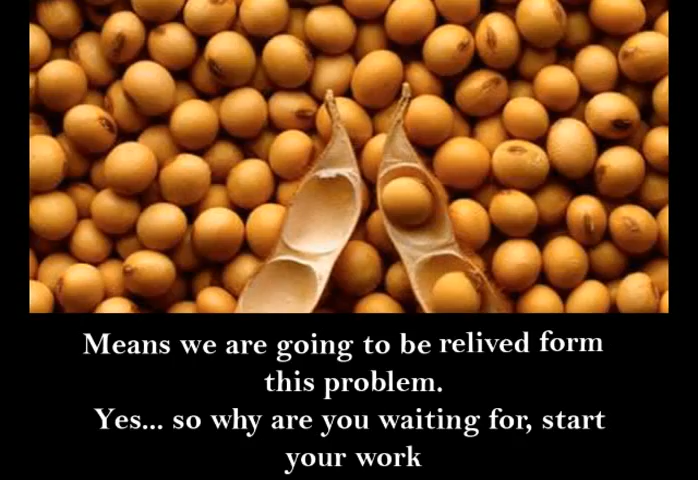 Means we are going to be relived form
this problem.
Yes... so why are you waiting for, start
your work